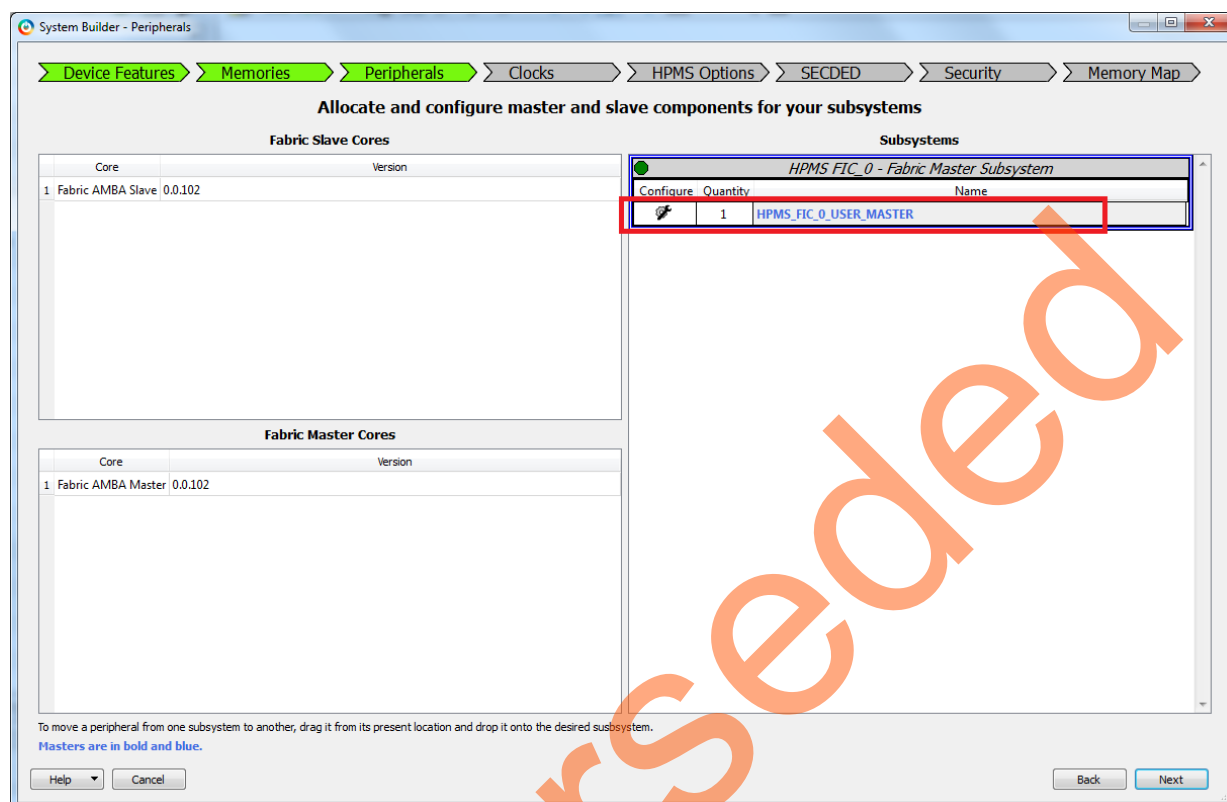 System Builder - Peripherals
Device Features Memories Peripherals Clocks HPMS Options SECDED Security Memory Map
Allocate and configure master and slave components for your subsystems
Fabric Slave Cores
Core Version
1 Fabric AMBA Slave 0.0.102
Fabric Master Cores
Core Version
1 Fabric AMBA Master 0.0.102
Subsystems
HPMS FIC_0 - Fabric Master Subsystem
Configure Quantity Name
1 HPMS_FIC_0_USER_MASTER
To move a peripheral from one subsystem to another, drag it from its present location and drop it onto the desired susbsystem.
Masters are in bold and blue.
Help Cancel Back Next
rseded